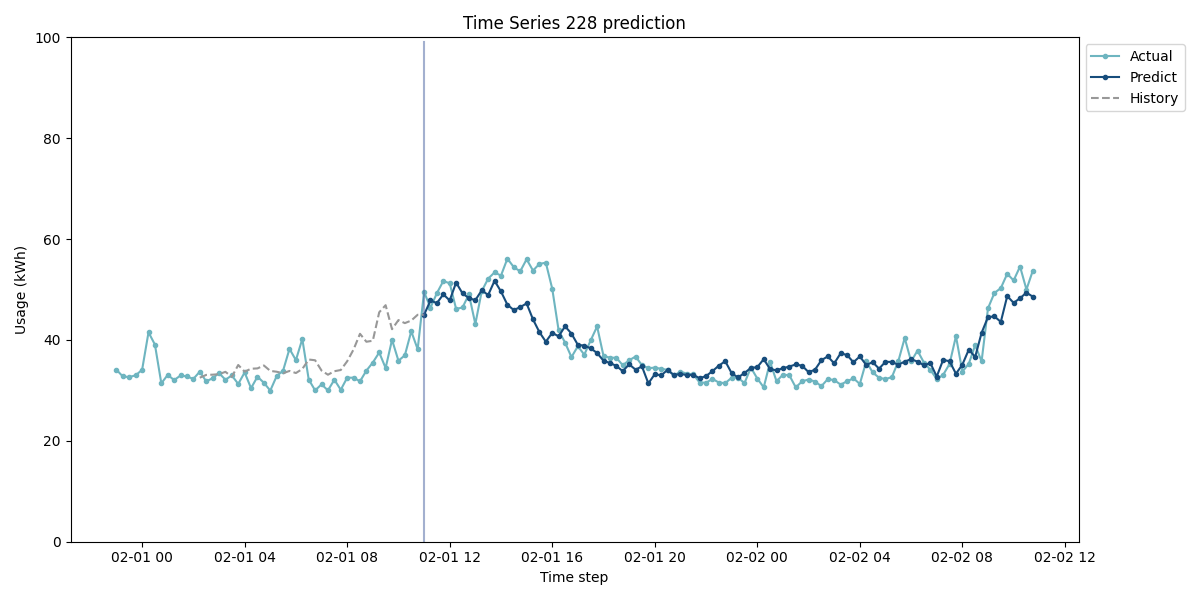 Time Series 228 prediction
100
80
60
40
20
0
Usage (kWh)
02-01 00 02-01 04 02-01 08 02-01 12 02-01 16 02-01 20 02-02 00 02-02 04 02-02 08 02-02 12
Time step
Actual
Predict
History